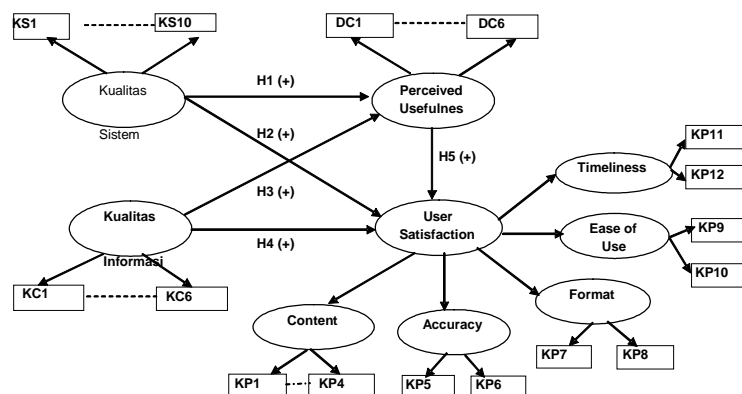 KS1
KS10
DC1
DC6
Kualitas
Sistem
H1 (+)
Perceived
Usefulnes
H2 (+)
H5 (+)
KP11
Timeliness
KP12
H3 (+)
Kualitas
Informasi
H4 (+)
User
Satisfaction
Ease of
Use
KP9
KP10
KC1
KC6
Content
Accuracy
Format
KP7
KP8
KP1
KP4
KP5
KP6